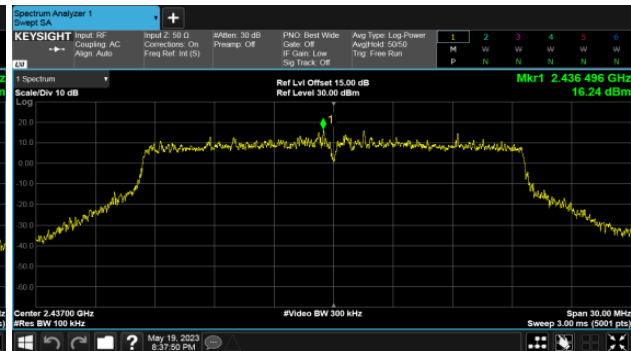 Spectrum Analyzer 1
Swept SA
KEYSIGHT
Input: RF
Coupling: AC
Align: Auto
Input Z: 50 Ω
Corrections: On
Freq Ref: Int (S)
#Atten: 30 dB
Preamp: Off
PNO: Best Wide
Gate: Off
IF Gain: Low
Sig Track: Off
Avg Type: Log-Power
Avg|Hold: 50/50
Trig: Free Run
1 2 3 4 5 6
M W W W W W
P N N N N N
LXI
1 Spectrum
Scale/Div 10 dB
Log
Ref Lvl Offset 15.00 dB
Ref Level 30.00 dBm
Mkr1 2.436 496 GHz
16.24 dBm
1
20.0
10.0
0.00
-10.0
-20.0
-30.0
-40.0
-50.0
-60.0
Center 2.43700 GHz
#Res BW 100 kHz
#Video BW 300 kHz
Span 30.00 MHz
Sweep 3.00 ms (5001 pts)
?
May 19, 2023
8:37:50 PM